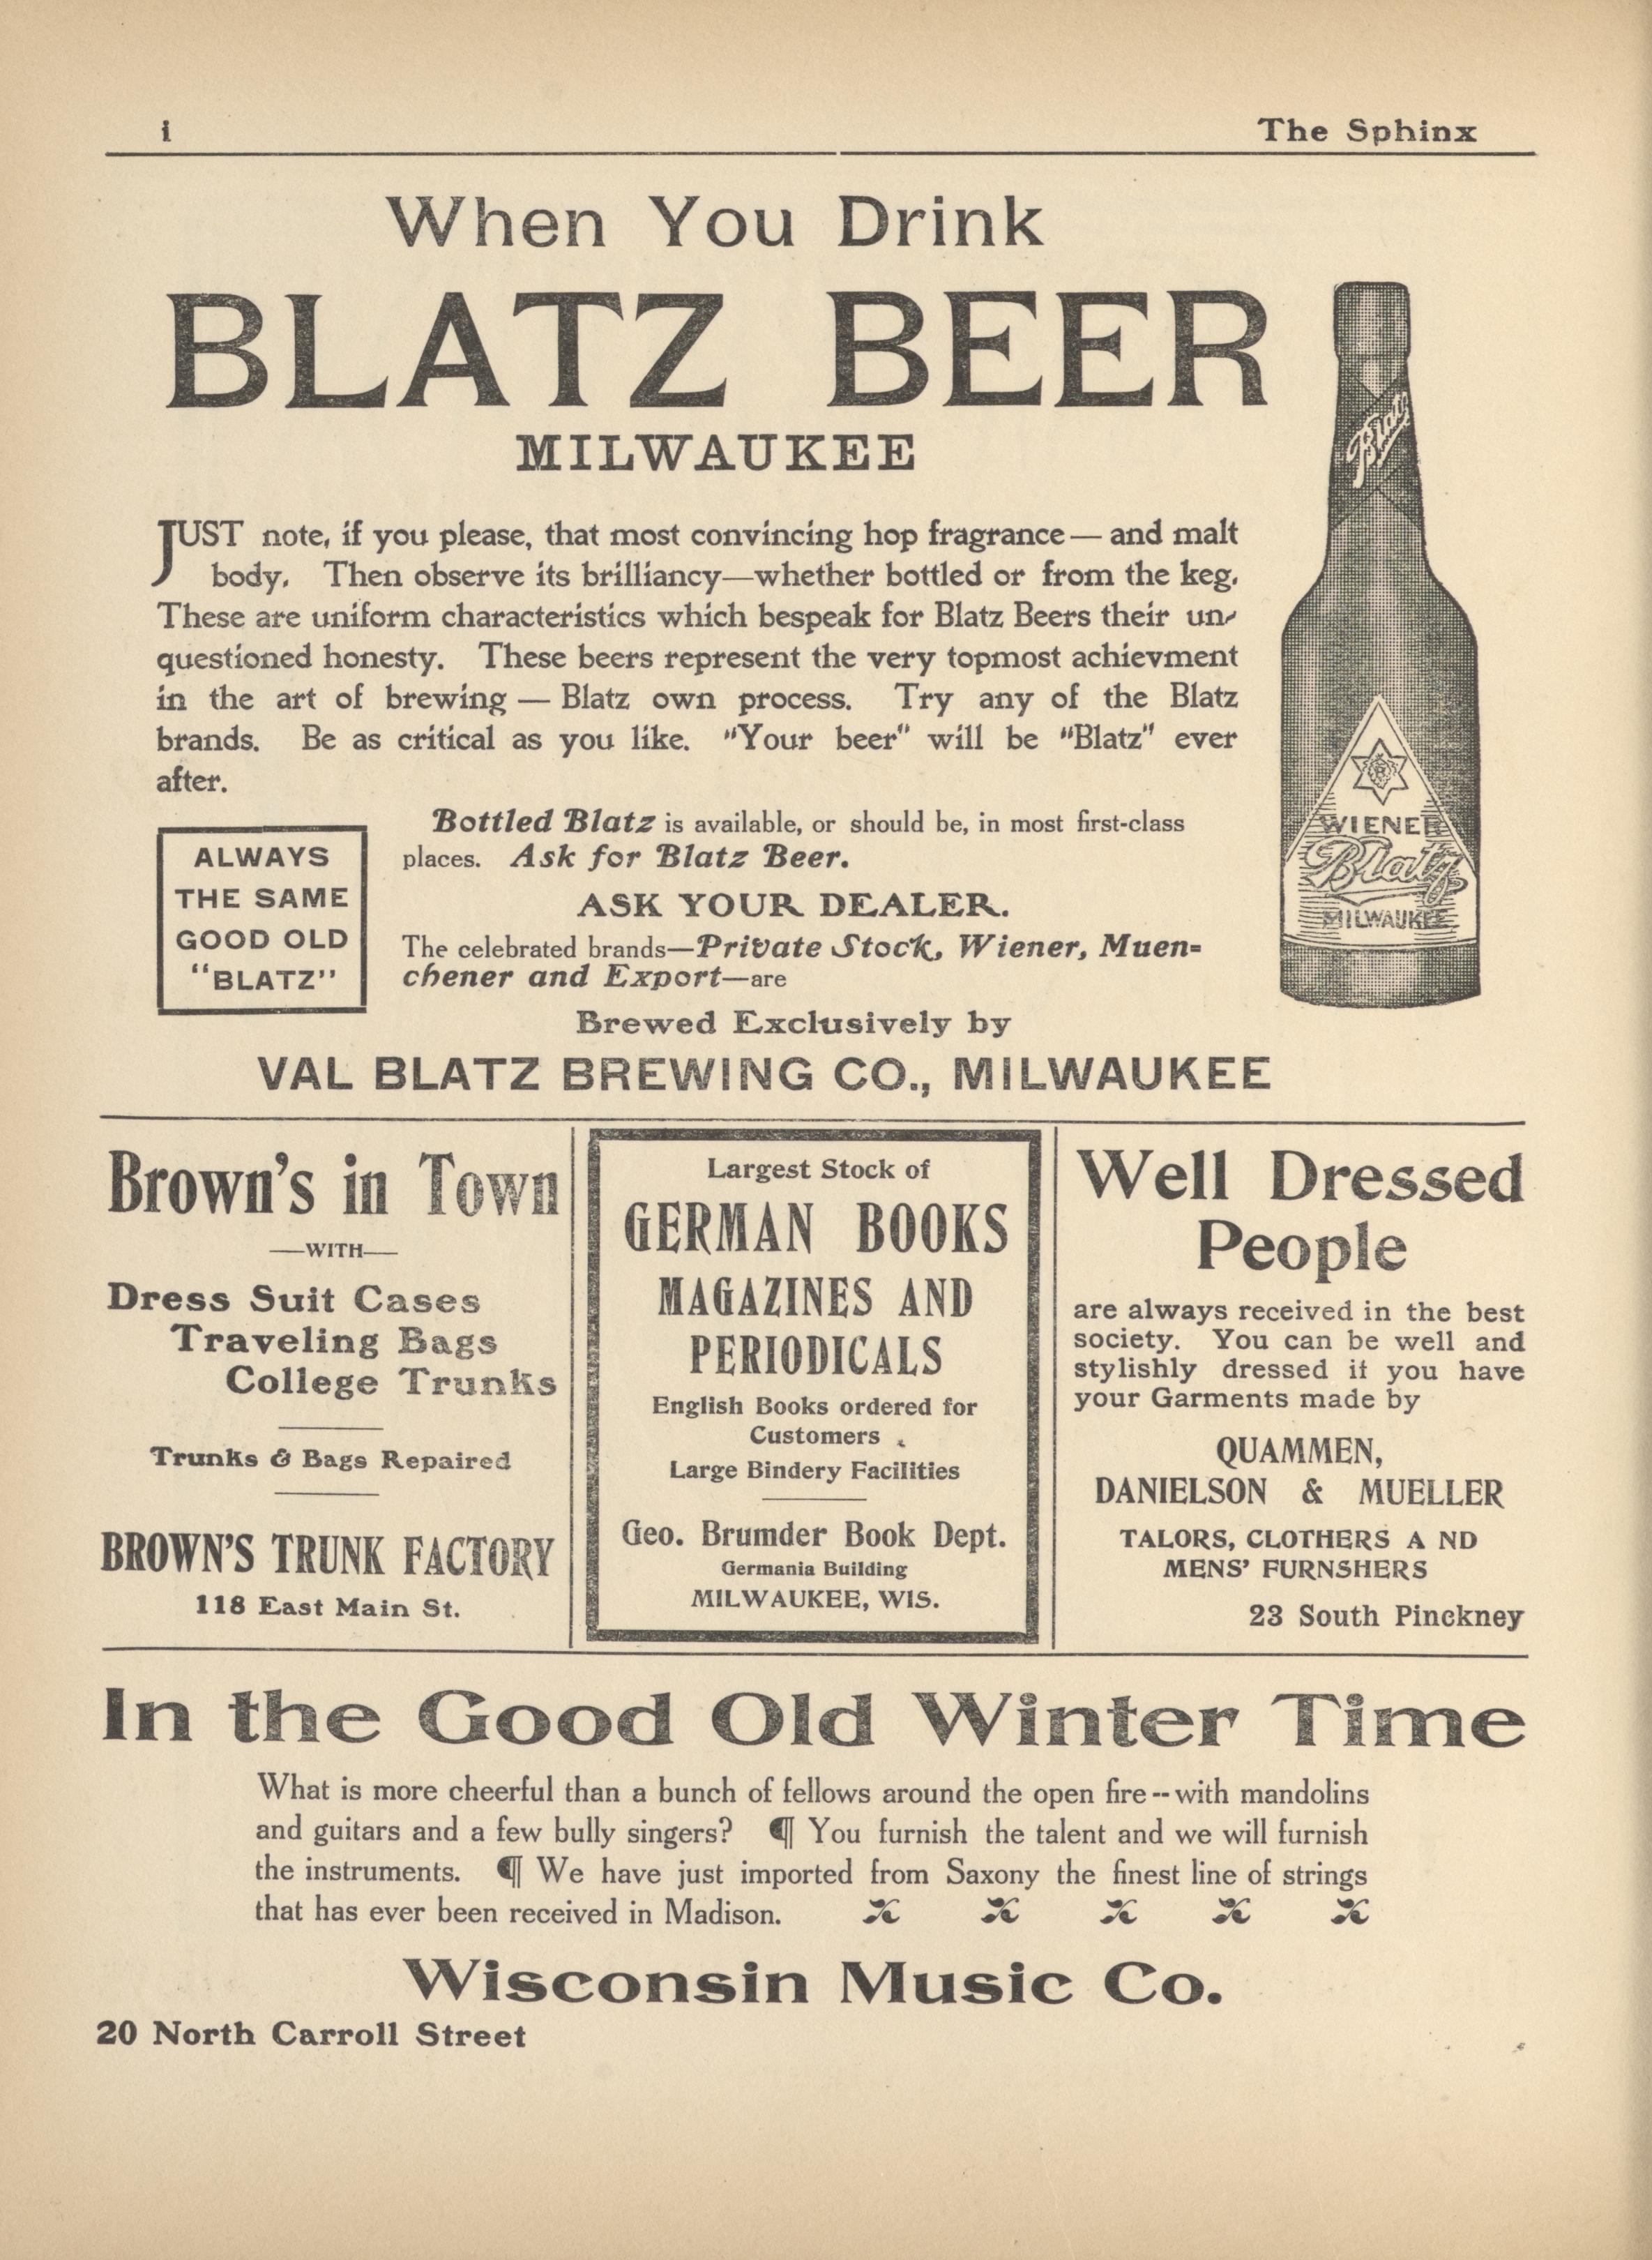 i
The Sphinx
When You Drink
BLATZ BEER
MILWAUKEE
JUST note, if you please, that most convincing hop fragrance — and malt
body. Then observe its brilliancy—whether bottled or from the keg.
These are uniform characteristics which bespeak for Blatz Beers their un-
questioned honesty. These beers represent the very topmost achievment
in the art of brewing — Blatz own process. Try any of the Blatz
brands. Be as critical as you like. "Your beer" will be "Blatz" ever
after.
ALWAYS
THE SAME
GOOD OLD
"BLATZ"
Bottled Blatz is available, or should be, in most first-class
places. Ask for Blatz Beer.
ASK YOUR DEALER.
The celebrated brands—Private Stock, Wiener, Muen-
chener and Export—are
Brewed Exclusively by
VAL BLATZ BREWING CO., MILWAUKEE
Blatz
WIENER
Blatz
MILWAUKEE
Brown's in Town
—WITH—
Dress Suit Cases
Traveling Bags
College Trunks
Trunks & Bags Repaired
BROWN'S TRUNK FACTORY
118 East Main St.
Largest Stock of
GERMAN BOOKS
MAGAZINES AND
PERIODICALS
English Books ordered for
Customers
Large Bindery Facilities
Geo. Brumder Book Dept.
Germania Building
MILWAUKEE, WIS.
Well Dressed
People
are always received in the best
society. You can be well and
stylishly dressed if you have
your Garments made by
QUAMMEN,
DANIELSON & MUELLER
TALORS, CLOTHERS A ND
MENS' FURNSHERS
23 South Pinckney
In the Good Old Winter Time
What is more cheerful than a bunch of fellows around the open fire--with mandolins
and guitars and a few bully singers? ¶ You furnish the talent and we will furnish
the instruments. ¶ We have just imported from Saxony the finest line of strings
that has ever been received in Madison.
Wisconsin Music Co.
20 North Carroll Street